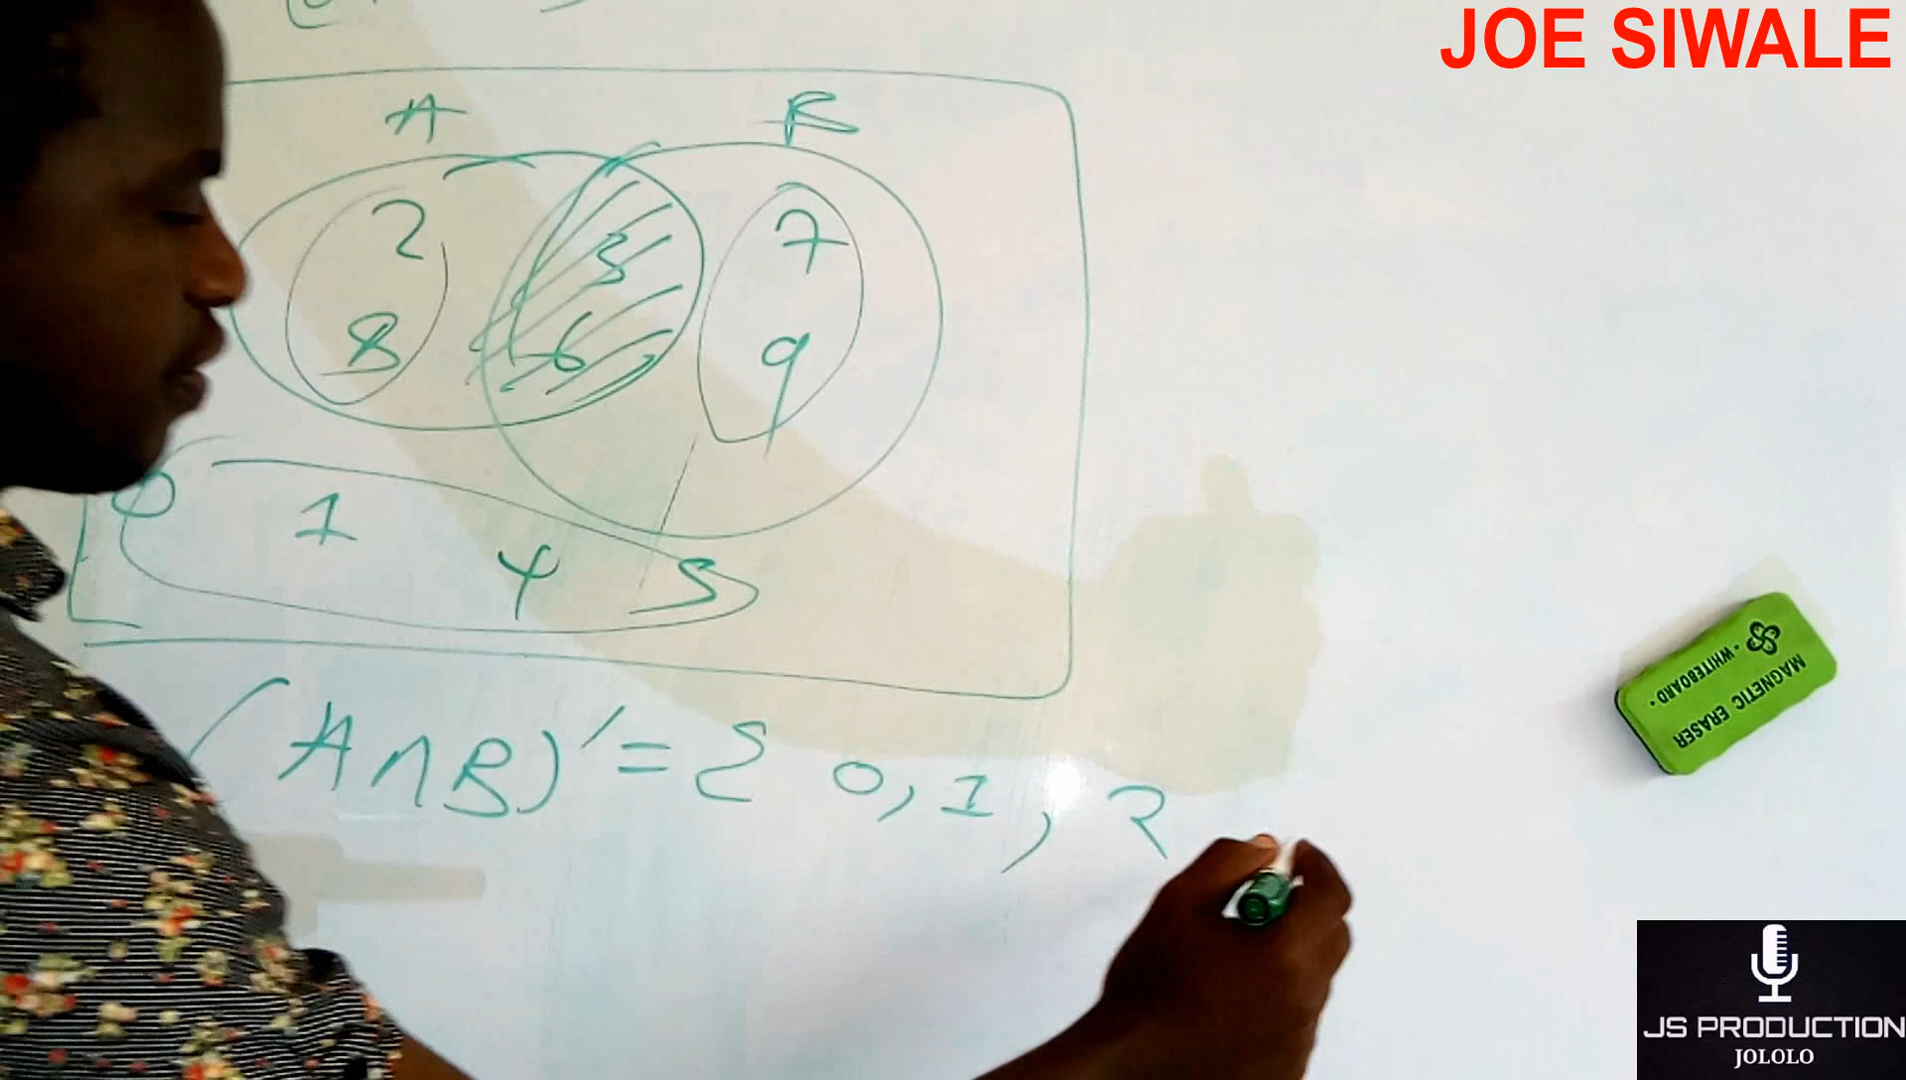 JOE SIWALE
A B
2 3 7
8 6 9
0 1 4 5
(A∩B)′ = { 0, 1, 2
MAGNETIC ERASER
• WHITEBOARD •
JS PRODUCTION
JOLOLO